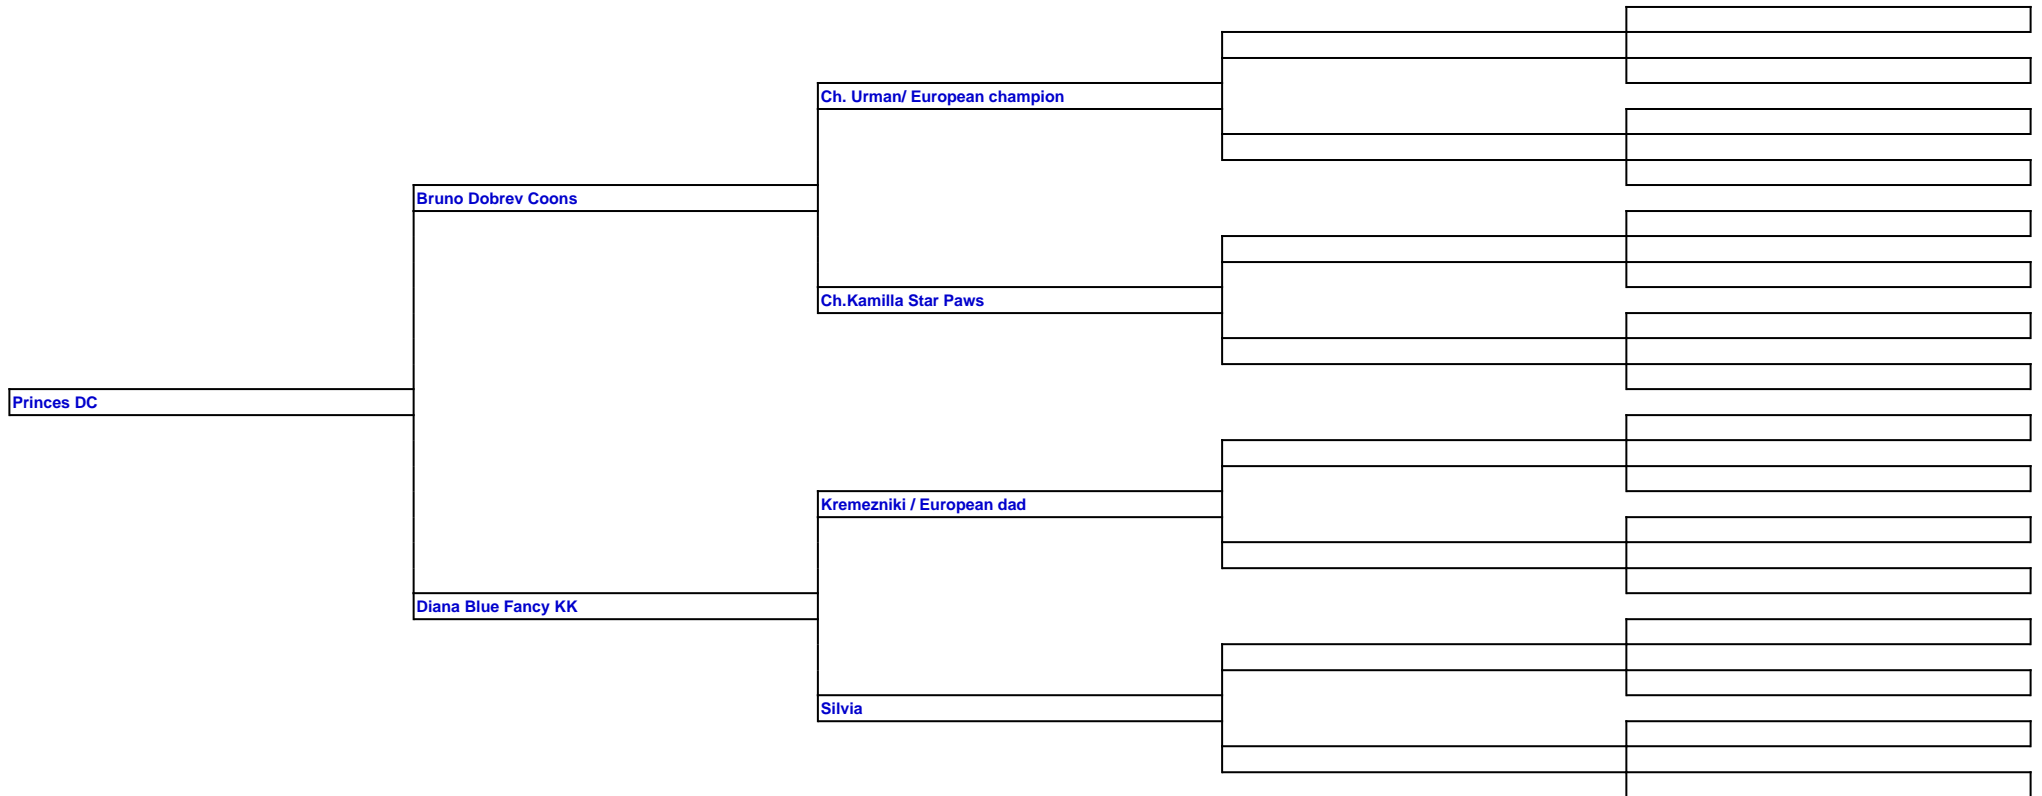 Ch. Urman/ European champion
Bruno Dobrev Coons
Ch.Kamilla Star Paws
Princes DC
Kremezniki / European dad
Diana Blue Fancy KK
Silvia